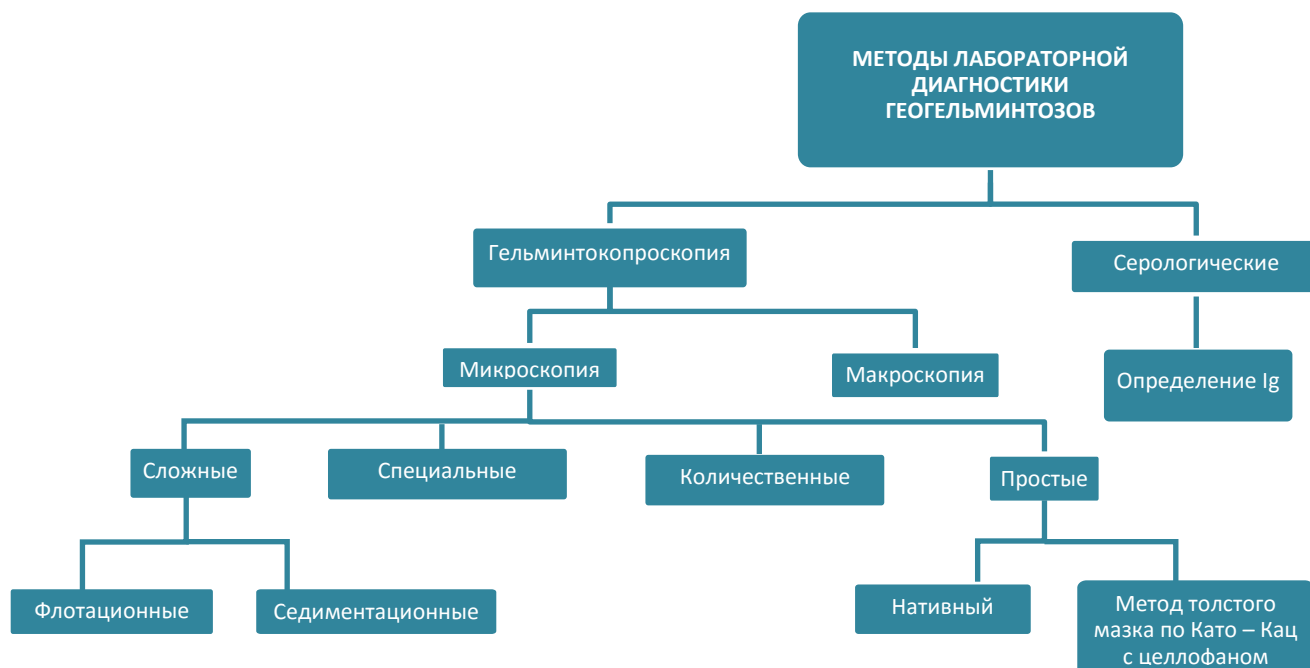 МЕТОДЫ ЛАБОРАТОРНОЙ
ДИАГНОСТИКИ
ГЕОГЕЛЬМИНТОЗОВ
Гельминтокопроскопия
Серологические
Микроскопия
Макроскопия
Определение Ig
Сложные
Специальные
Количественные
Простые
Флотационные
Седиментационные
Нативный
Метод толстого
мазка по Като – Кац
с целлофаном